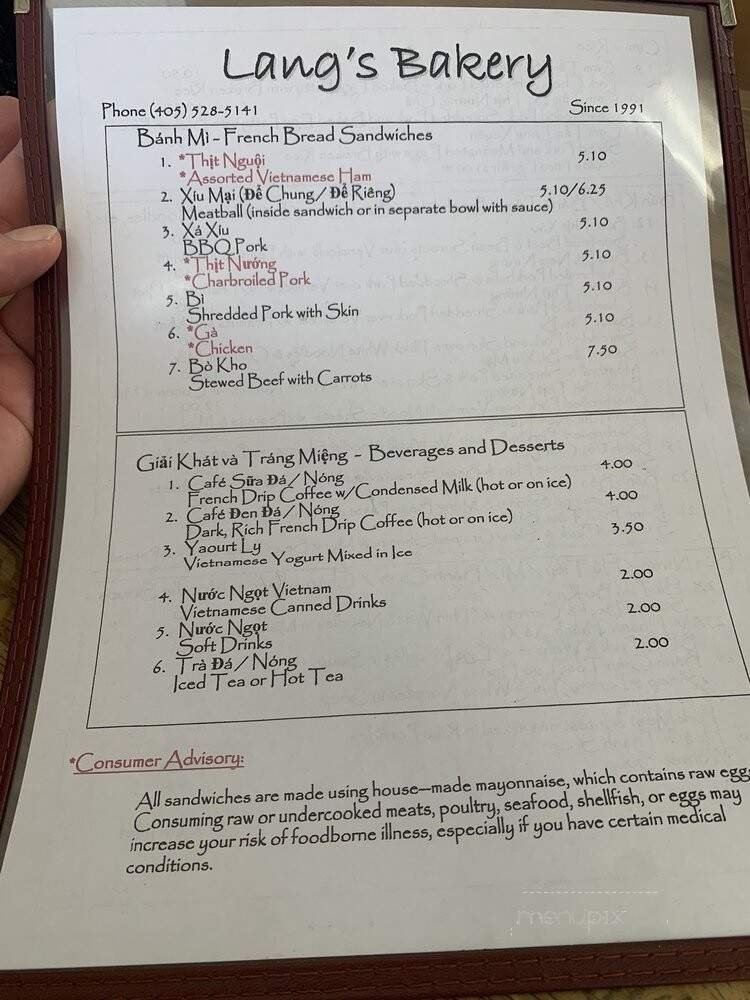 Lang's Bakery
Phone (405) 528-5141 Since 1991
Bánh Mì - French Bread Sandwiches
1. *Thịt Nguội 5.10
*Assorted Vietnamese Ham
2. Xíu Mại (Để Chung/Để Riêng) 5.10/6.25
Meatball (inside sandwich or in separate bowl with sauce)
3. Xá Xíu 5.10
BBQ Pork
4. *Thịt Nướng 5.10
*Charbroiled Pork
5. Bì 5.10
Shredded Pork with Skin
6. *Gà 5.10
*Chicken
7. Bò Kho 7.50
Stewed Beef with Carrots
Giải Khát và Tráng Miệng - Beverages and Desserts
1. Café Sữa Đá/Nóng 4.00
French Drip Coffee w/Condensed Milk (hot or on ice)
2. Café Đen Đá/Nóng 4.00
Dark, Rich French Drip Coffee (hot or on ice)
3. Yaourt Ly 3.50
Vietnamese Yogurt Mixed in Ice
4. Nước Ngọt Vietnam 2.00
Vietnamese Canned Drinks
5. Nước Ngọt 2.00
Soft Drinks
6. Trà Đá/Nóng 2.00
Iced Tea or Hot Tea
*Consumer Advisory:
All sandwiches are made using house-made mayonnaise, which contains raw eggs
Consuming raw or undercooked meats, poultry, seafood, shellfish, or eggs may
increase your risk of foodborne illness, especially if you have certain medical
conditions.
menupix